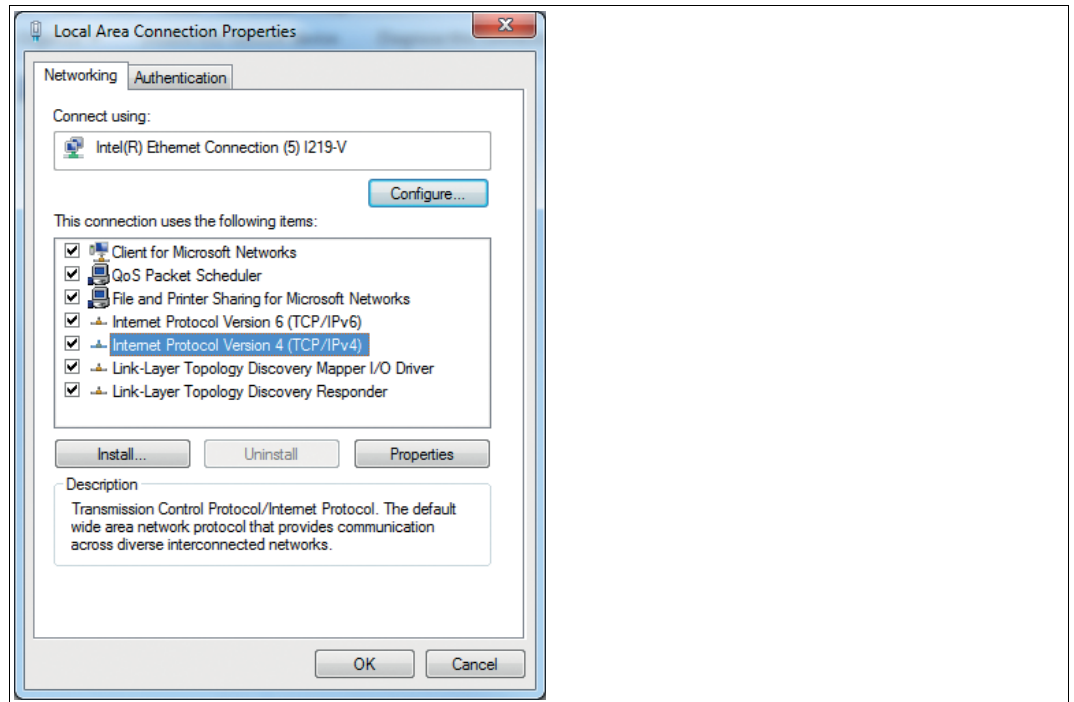 Local Area Connection Properties
Networking
Authentication
Connect using:
Intel(R) Ethernet Connection (5) I219-V
Configure...
This connection uses the following items:
Client for Microsoft Networks
QoS Packet Scheduler
File and Printer Sharing for Microsoft Networks
Internet Protocol Version 6 (TCP/IPv6)
Internet Protocol Version 4 (TCP/IPv4)
Link-Layer Topology Discovery Mapper I/O Driver
Link-Layer Topology Discovery Responder
Install...
Uninstall
Properties
Description
Transmission Control Protocol/Internet Protocol. The default
wide area network protocol that provides communication
across diverse interconnected networks.
OK
Cancel